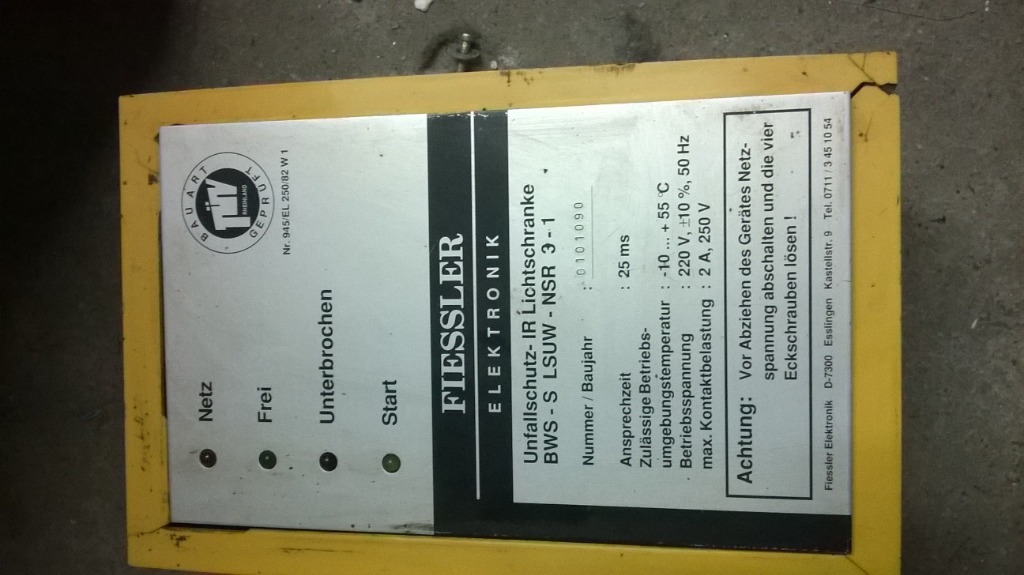 BAUART
TÜV
RHEINLAND
GEPRÜFT
Nr. 945/EL 250/82 W 1
Netz
Frei
Unterbrochen
Start
FIESSLER
ELEKTRONIK
Unfallschutz- IR Lichtschranke
BWS - S LSUW - NSR 3 - 1
Nummer / Baujahr : 0101090
Ansprechzeit : 25 ms
Zulässige Betriebs-
umgebungstemperatur : -10 ... + 55 °C
Betriebsspannung : 220 V, ±10 %, 50 Hz
max. Kontaktbelastung : 2 A, 250 V
Achtung: Vor Abziehen des Gerätes Netz-
spannung abschalten und die vier
Eckschrauben lösen !
Fiessler Elektronik D-7300 Esslingen Kastellstr. 9 Tel. 0711 / 3 45 10 54